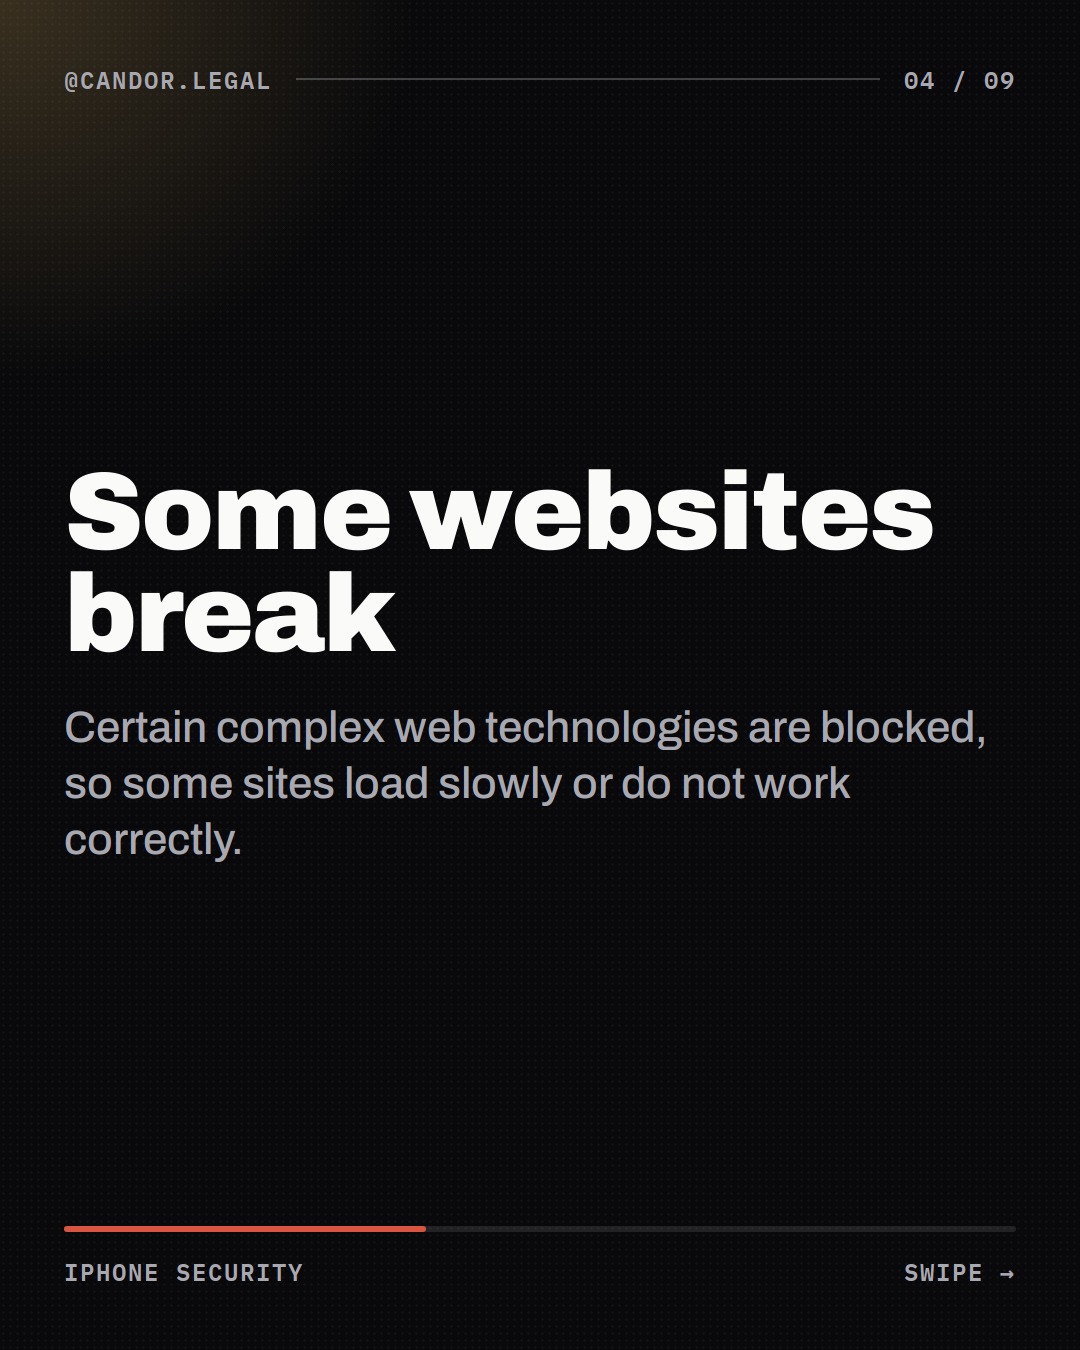 @CANDOR.LEGAL
04 / 09
Some websites
break
Certain complex web technologies are blocked,
so some sites load slowly or do not work
correctly.
IPHONE SECURITY
SWIPE →